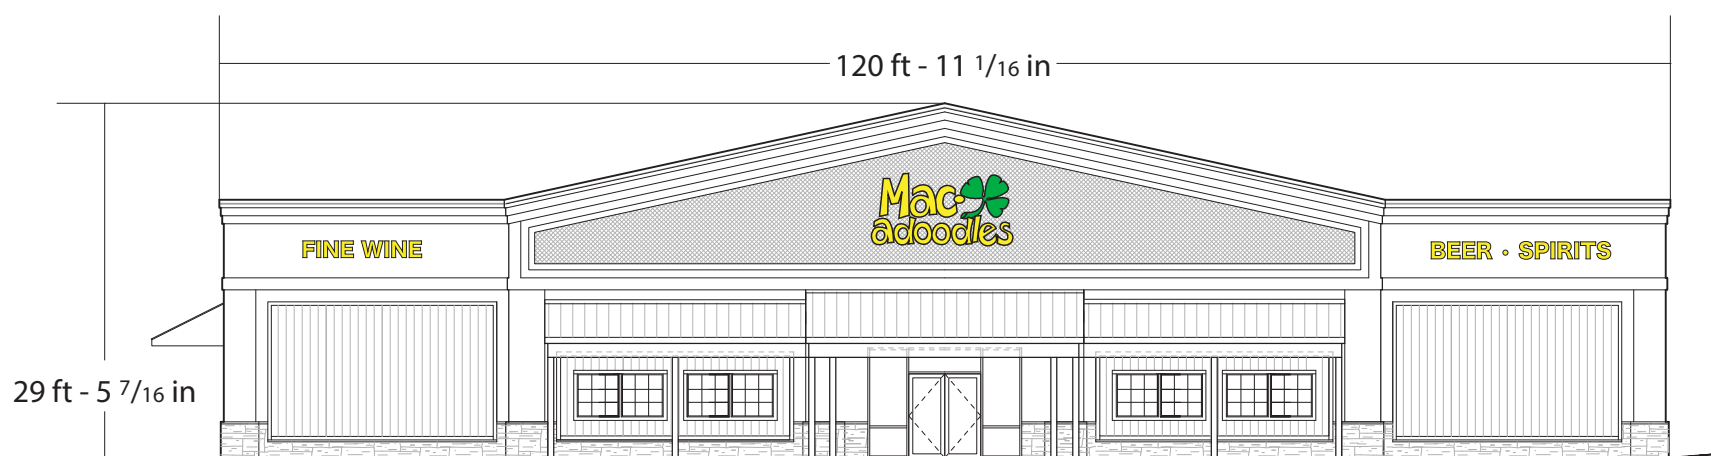 120 ft - 11 1/16 in
Mac-
adoodles
FINE WINE
BEER • SPIRITS
29 ft - 5 7/16 in